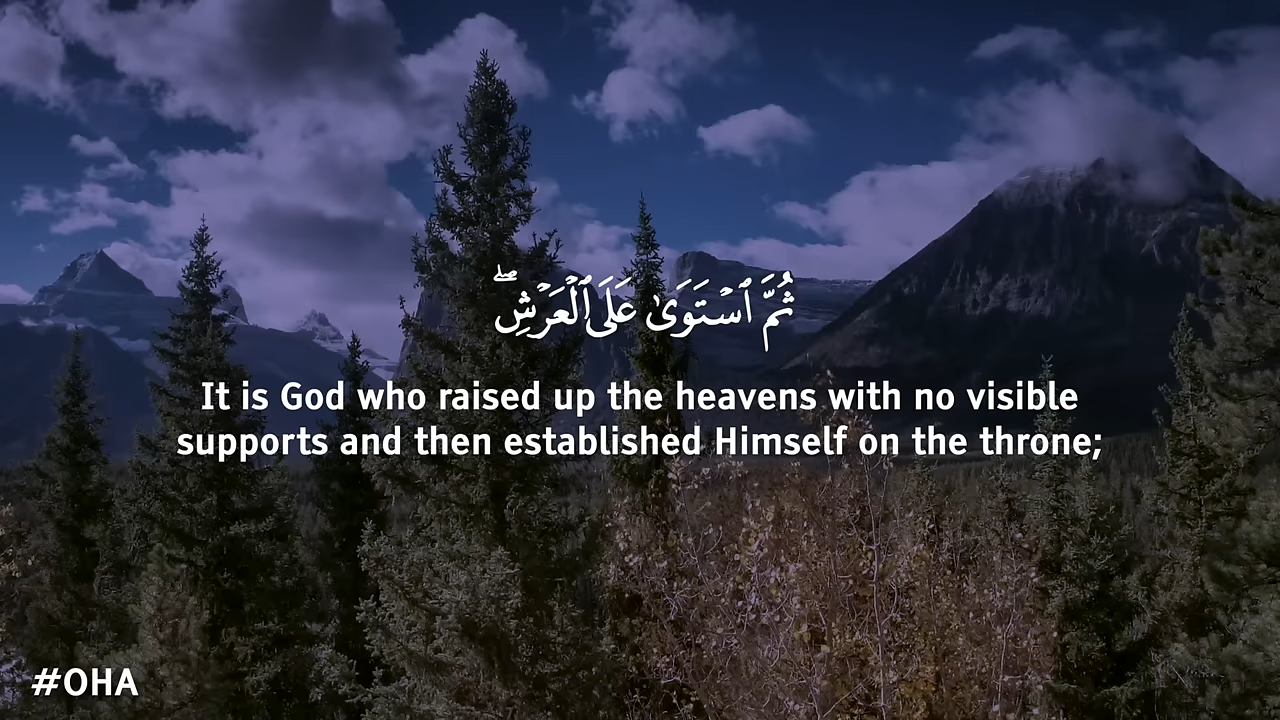 ثُمَّ ٱسْتَوَىٰ عَلَى ٱلْعَرْشِ ۖ
It is God who raised up the heavens with no visible
supports and then established Himself on the throne;
#OHA